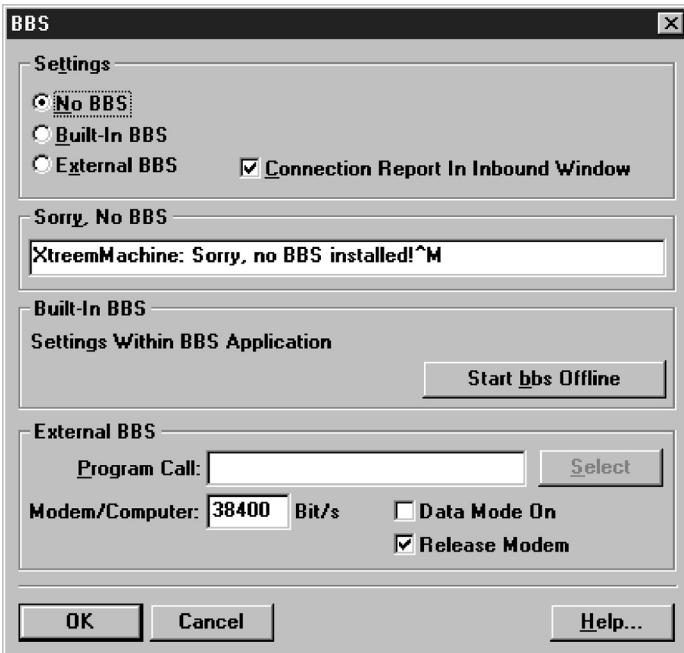 BBS
Settings
No BBS
Built-In BBS
External BBS
Connection Report In Inbound Window
Sorry, No BBS
XtreemMachine: Sorry, no BBS installed!^M
Built-In BBS
Settings Within BBS Application
Start bbs Offline
External BBS
Program Call:
Select
Modem/Computer: 38400 Bit/s
Data Mode On
Release Modem
OK
Cancel
Help...